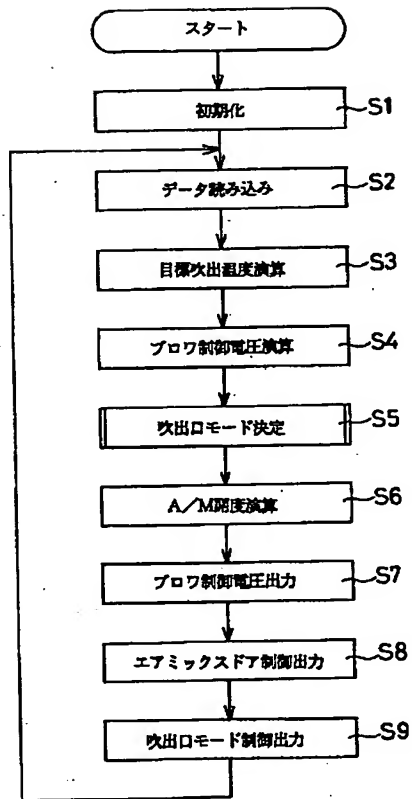 スタート
初期化 S1
データ読み込み S2
目標吹出温度演算 S3
ブロワ制御電圧演算 S4
吹出口モード決定 S5
A/M開度演算 S6
ブロワ制御電圧出力 S7
エアミックスドア制御出力 S8
吹出口モード制御出力 S9